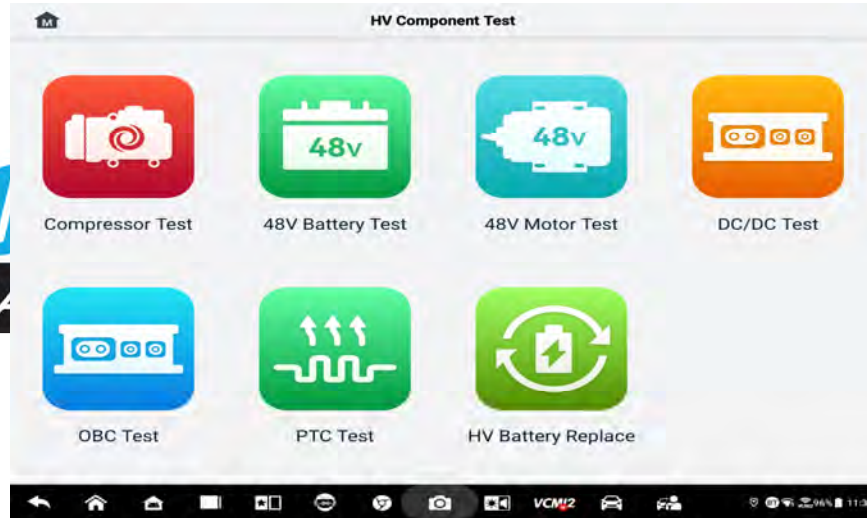 M
HV Component Test
48V
48V
Compressor Test
48V Battery Test
48V Motor Test
DC/DC Test
OBC Test
PTC Test
HV Battery Replace
VCMI2
96%